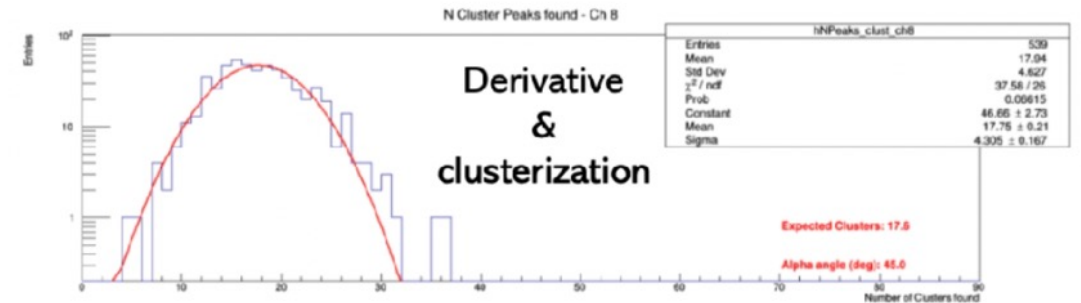 N Cluster Peaks found - Ch 8
hNPeaks_clust_ch8
Entries 539
Mean 17.94
Std Dev 4.627
χ² / ndf 37.56 / 26
Prob 0.06615
Constant 46.66 ± 2.73
Mean 17.75 ± 0.21
Sigma 4.305 ± 0.167
Entries
10²
10
1
Derivative
&
clusterization
Expected Clusters: 17.6
Alpha angle (deg): 45.0
0 10 20 30 40 50 60 70 80 90
Number of Clusters found